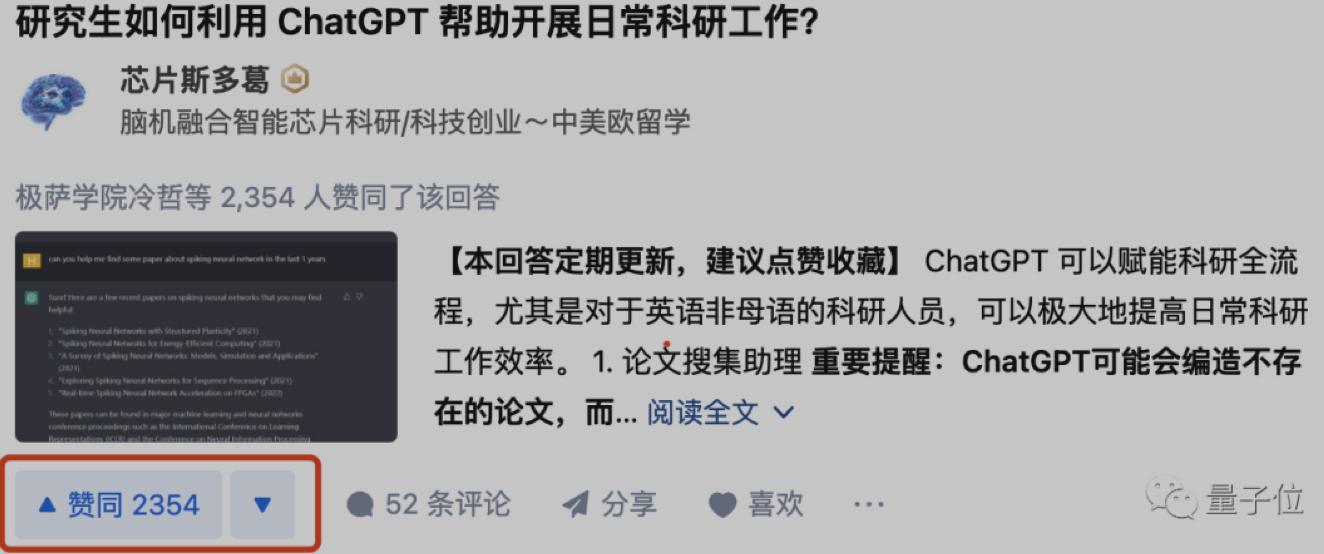 研究生如何利用 ChatGPT 帮助开展日常科研工作?
芯片斯多葛
脑机融合智能芯片科研/科技创业～中美欧留学
极萨学院冷哲等 2,354 人赞同了该回答
H can you help me find some paper about spiking neural network in the last 1 years
Sure! Here are a few recent papers on spiking neural networks that you may find
helpful:
1. "Spiking Neural Networks with Structured Plasticity" (2021)
2. "Spiking Neural Networks for Energy-Efficient Computing" (2021)
3. "A Survey of Spiking Neural Networks: Models, Simulation and Applications"
(2021)
4. "Exploring Spiking Neural Networks for Sequence Processing" (2021)
5. "Real-time Spiking Neural Network Acceleration on FPGAs" (2022)
These papers can be found in major machine learning and neural networks
conference proceedings such as the International Conference on Learning
Representations (ICLR) and the Conference on Neural Information Processing
【本回答定期更新，建议点赞收藏】 ChatGPT 可以赋能科研全流
程，尤其是对于英语非母语的科研人员，可以极大地提高日常科研
工作效率。 1. 论文搜集助理 重要提醒：ChatGPT可能会编造不存
在的论文，而... 阅读全文
赞同 2354
52 条评论
分享
喜欢
量子位